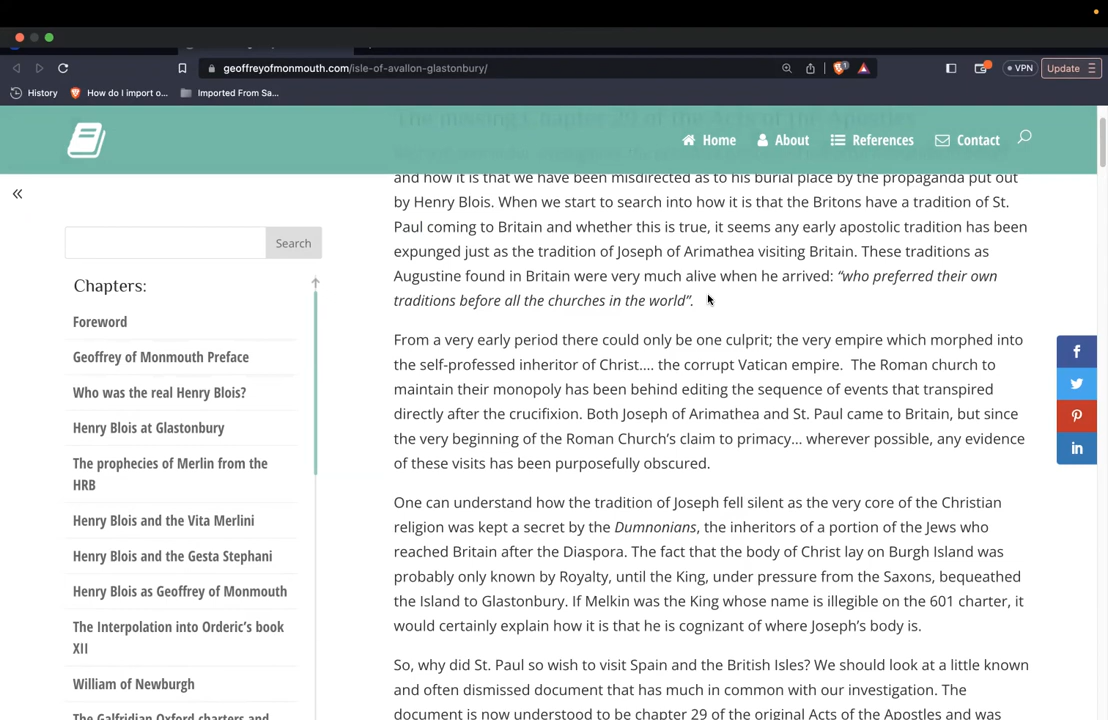 geoffreyofmonmouth.com/isle-of-avallon-glastonbury/
1
VPN
Update
History
How do I import o...
Imported From Sa...
The missing Chapter 29 of the Acts of the Apostles
Home
About
References
Contact
and how it is that we have been misdirected as to his burial place by the propaganda put out
by Henry Blois. When we start to search into how it is that the Britons have a tradition of St.
Paul coming to Britain and whether this is true, it seems any early apostolic tradition has been
expunged just as the tradition of Joseph of Arimathea visiting Britain. These traditions as
Augustine found in Britain were very much alive when he arrived: “who preferred their own
traditions before all the churches in the world”.
From a very early period there could only be one culprit; the very empire which morphed into
the self-professed inheritor of Christ…. the corrupt Vatican empire.  The Roman church to
maintain their monopoly has been behind editing the sequence of events that transpired
directly after the crucifixion. Both Joseph of Arimathea and St. Paul came to Britain, but since
the very beginning of the Roman Church’s claim to primacy… wherever possible, any evidence
of these visits has been purposefully obscured.
One can understand how the tradition of Joseph fell silent as the very core of the Christian
religion was kept a secret by the Dumnonians, the inheritors of a portion of the Jews who
reached Britain after the Diaspora. The fact that the body of Christ lay on Burgh Island was
probably only known by Royalty, until the King, under pressure from the Saxons, bequeathed
the Island to Glastonbury. If Melkin was the King whose name is illegible on the 601 charter, it
would certainly explain how it is that he is cognizant of where Joseph’s body is.
So, why did St. Paul so wish to visit Spain and the British Isles? We should look at a little known
and often dismissed document that has much in common with our investigation. The
document is now understood to be chapter 29 of the original Acts of the Apostles and was
Search
Chapters:
Foreword
Geoffrey of Monmouth Preface
Who was the real Henry Blois?
Henry Blois at Glastonbury
The prophecies of Merlin from the
HRB
Henry Blois and the Vita Merlini
Henry Blois and the Gesta Stephani
Henry Blois as Geoffrey of Monmouth
The Interpolation into Orderic’s book
XII
William of Newburgh
The Galfridian Oxford charters and